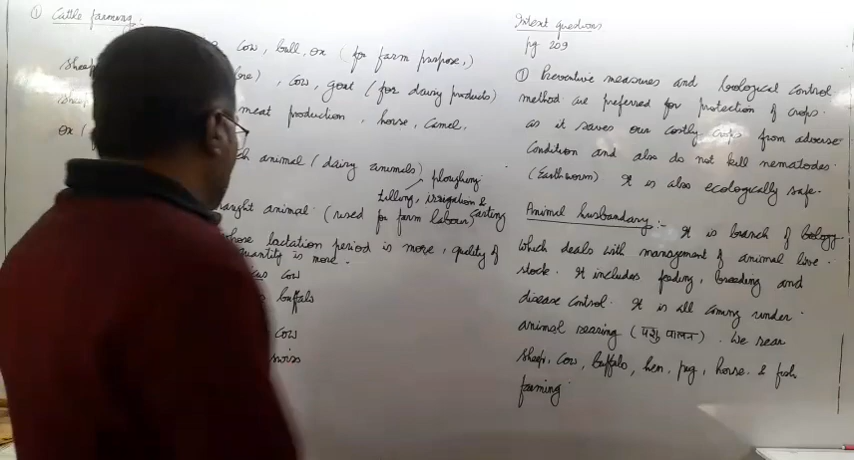 ① Cattle farming :
cow, bull, ox (for farm purpose,)
sheep
, cow, goat (for dairy products)
meat production, horse, camel.
ox (
animal (dairy animals)
ploughing
tilling, irrigation &
animal (used for farm labour) carting
whose lactation period is more, quality of
quantity is more.
cow
buffalo
cow
swiss
Intext Questions
pg. 209
① Preventive measures and biological control
method are preferred for protection of crops.
as it saves our costly crops from adverse
condition and also do not kill nematodes.
(Earthworm) It is also ecologically safe.
Animal husbandary :- It is branch of biology
which deals with management of animal live
stock. It includes feeding, breeding and
disease control. It is all coming under
animal rearing (पशु पालन). We rear
sheep, cow, buffalo, hen, pig, horse. & fish
farming